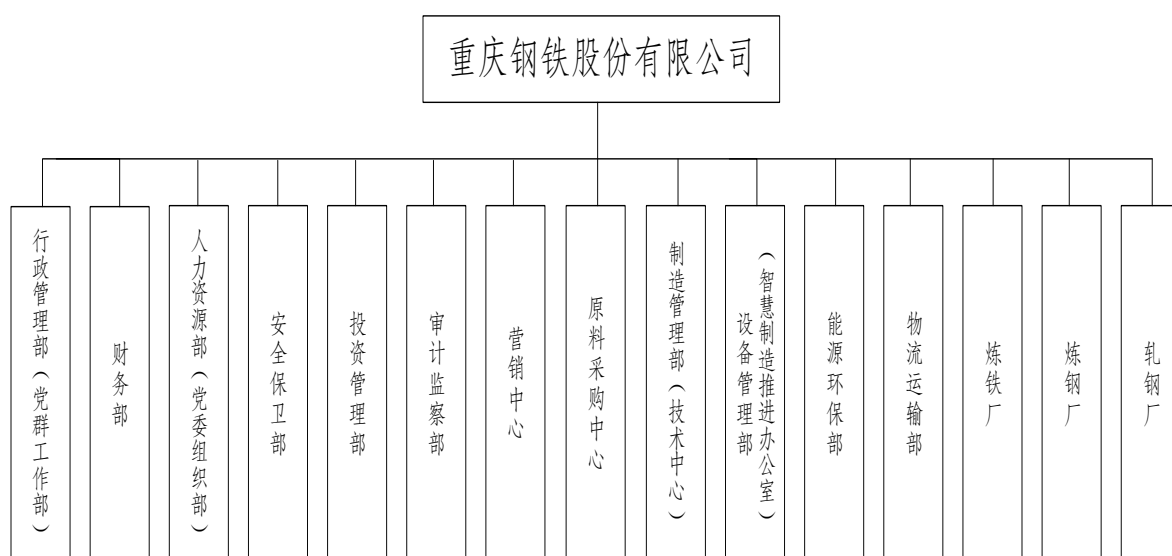 重庆钢铁股份有限公司
行政管理部（党群工作部）
财务部
人力资源部（党委组织部）
安全保卫部
投资管理部
审计监察部
营销中心
原料采购中心
制造管理部（技术中心）
设备管理部
（智慧制造推进办公室）
能源环保部
物流运输部
炼铁厂
炼钢厂
轧钢厂